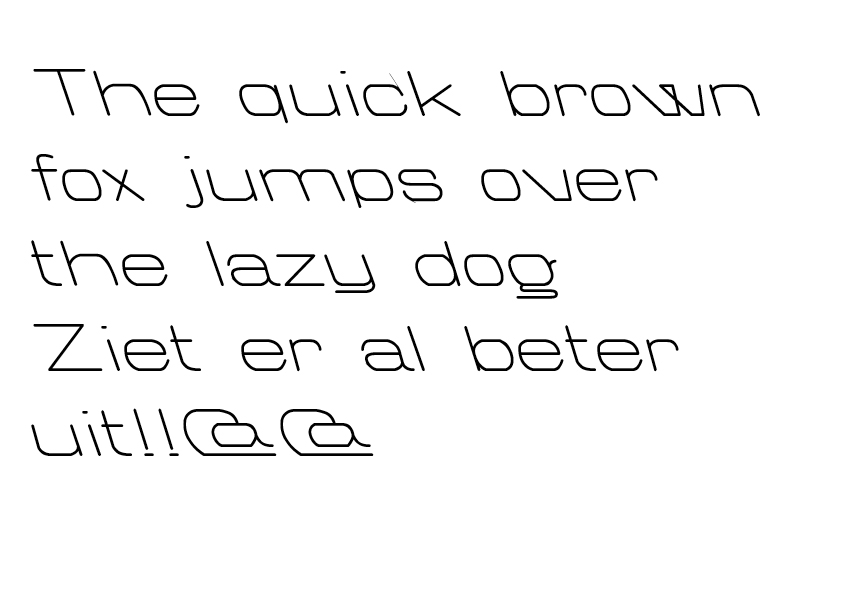 The quick brown
fox jumps over
the lazy dog
Ziet er al beter
uit!!@@